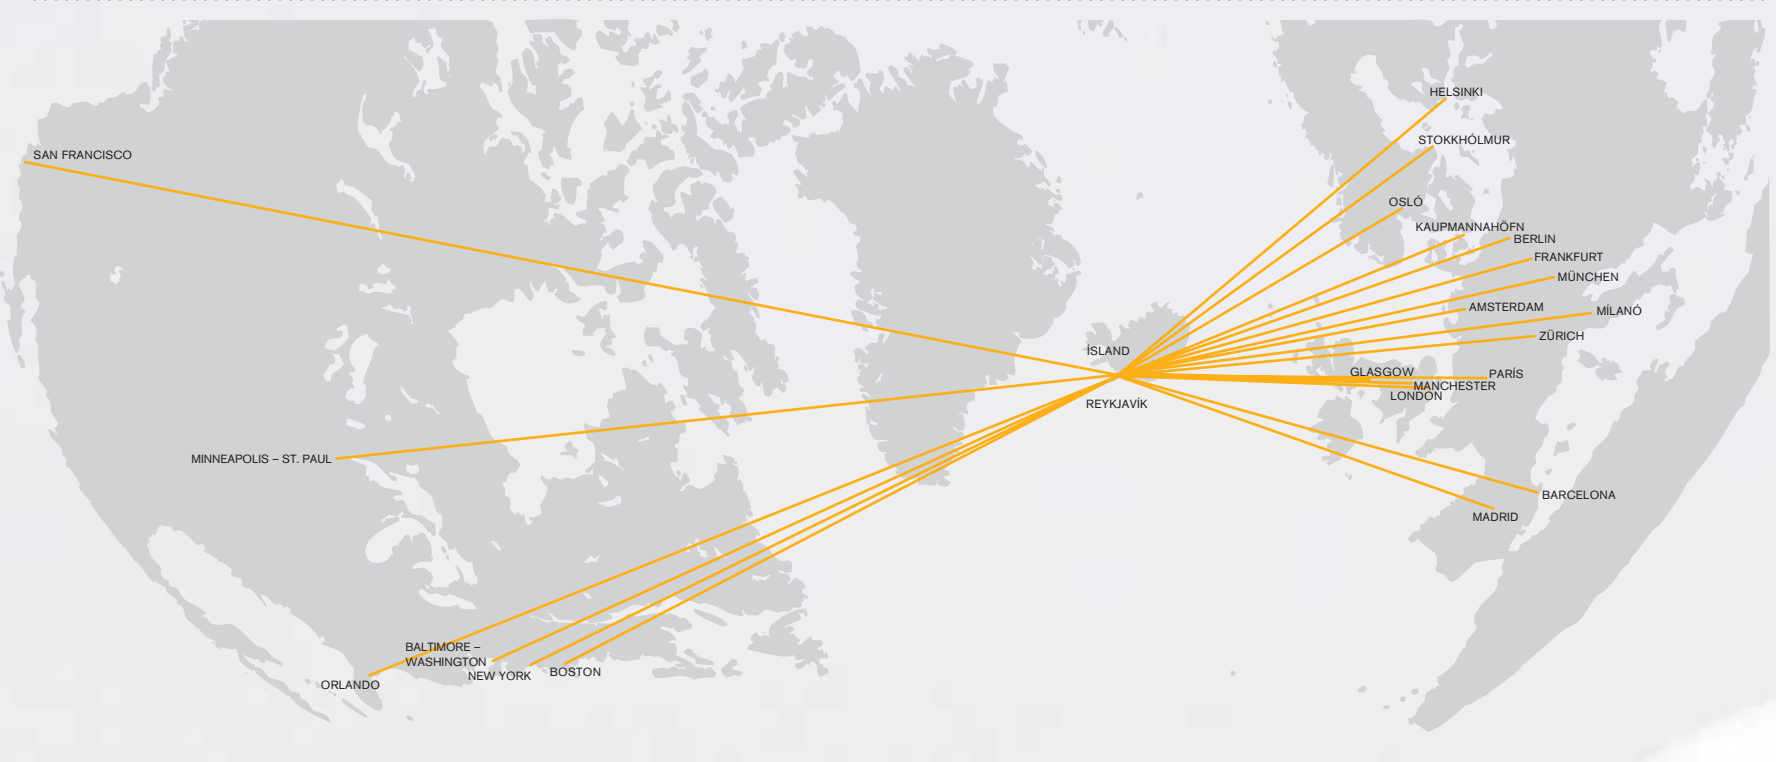 HELSINKI
STOKKHÓLMUR
SAN FRANCISCO
OSLÓ
KAUPMANNAHÖFN
BERLIN
FRANKFURT
MÜNCHEN
AMSTERDAM
MÍLANÓ
ZÜRICH
ÍSLAND
GLASGOW
PARÍS
MANCHESTER
LONDON
REYKJAVÍK
MINNEAPOLIS – ST. PAUL
BARCELONA
MADRID
BALTIMORE –
WASHINGTON
NEW YORK
BOSTON
ORLANDO